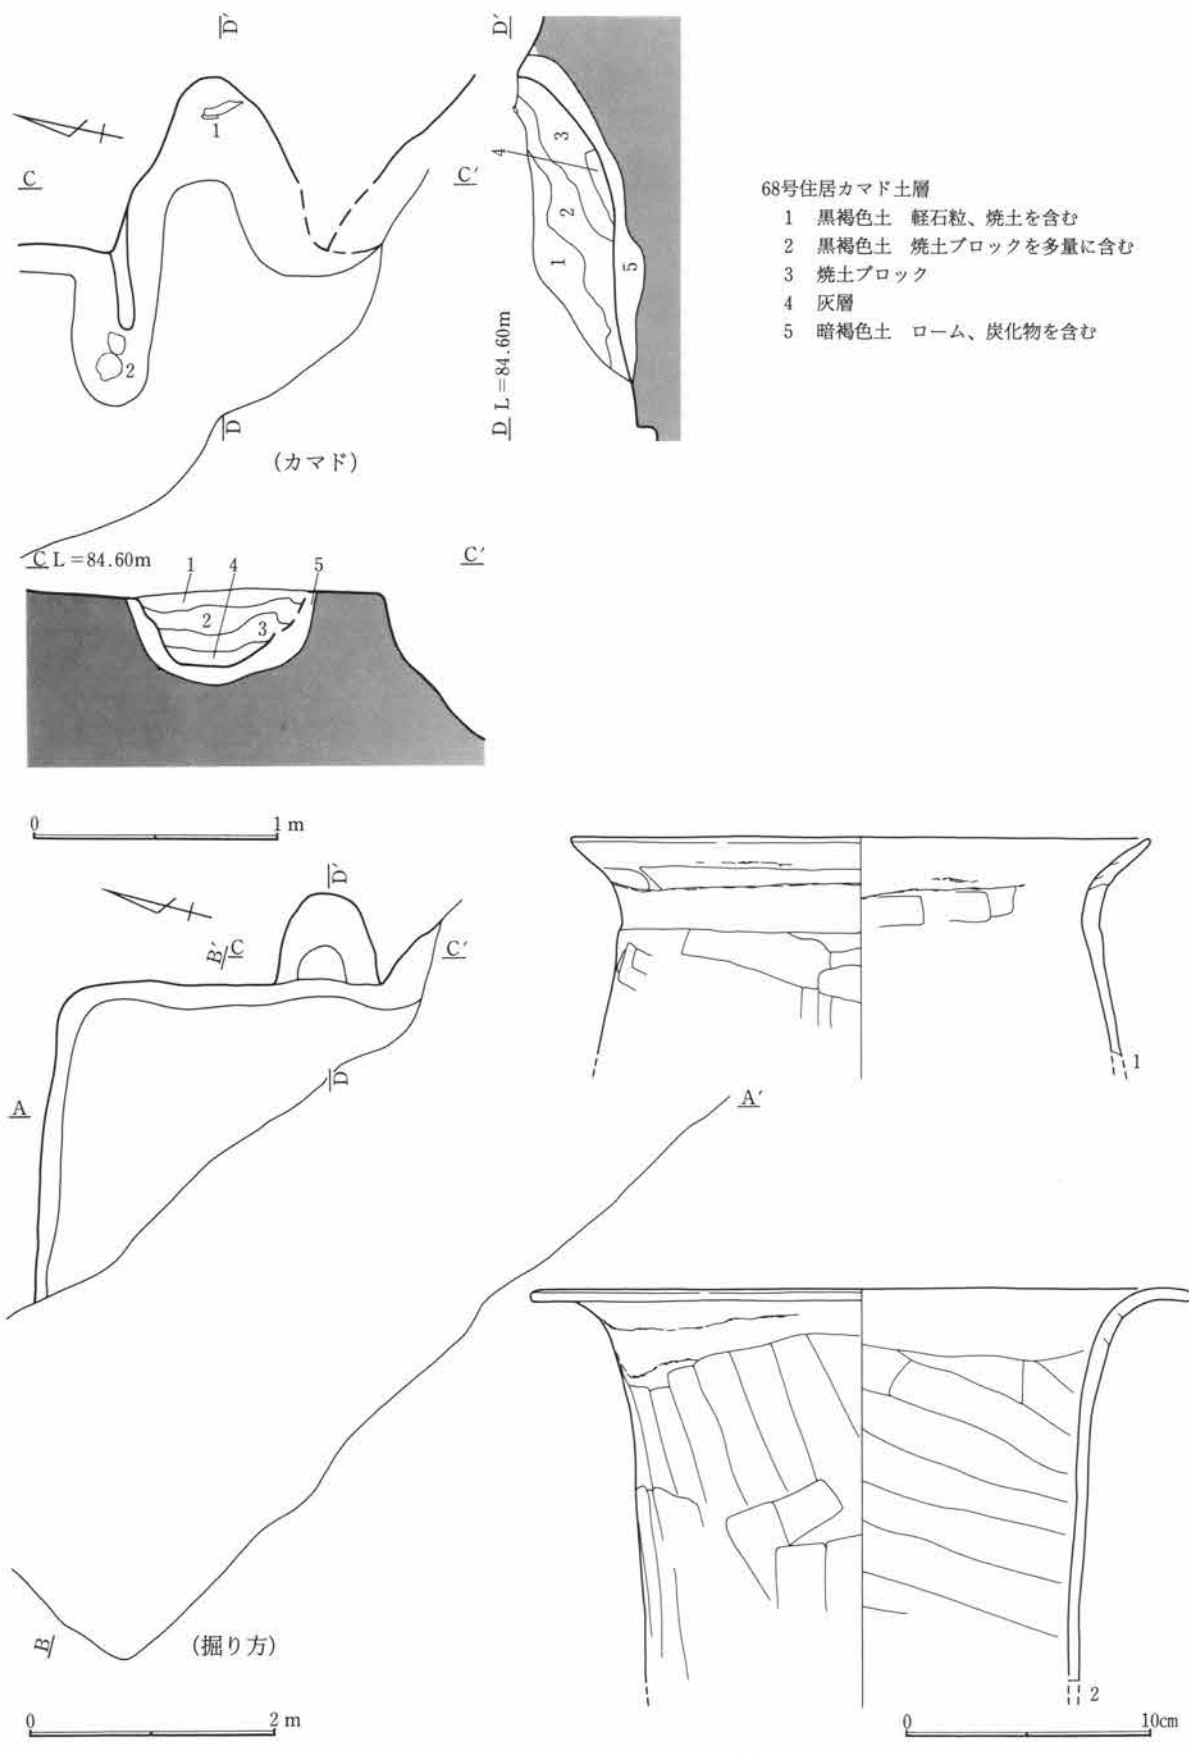 D′
1
C
C′
2
D
(カマド)
D′
3
4
2
1
5
D L=84.60m
68号住居カマド土層
1 黒褐色土 軽石粒、焼土を含む
2 黒褐色土 焼土ブロックを多量に含む
3 焼土ブロック
4 灰層
5 暗褐色土 ローム、炭化物を含む
C L=84.60m
C′
1 4 5
2
3
0 1m
D′
B′
C
C′
D
A
A′
B
(掘り方)
0 2m
1
2
0 10cm